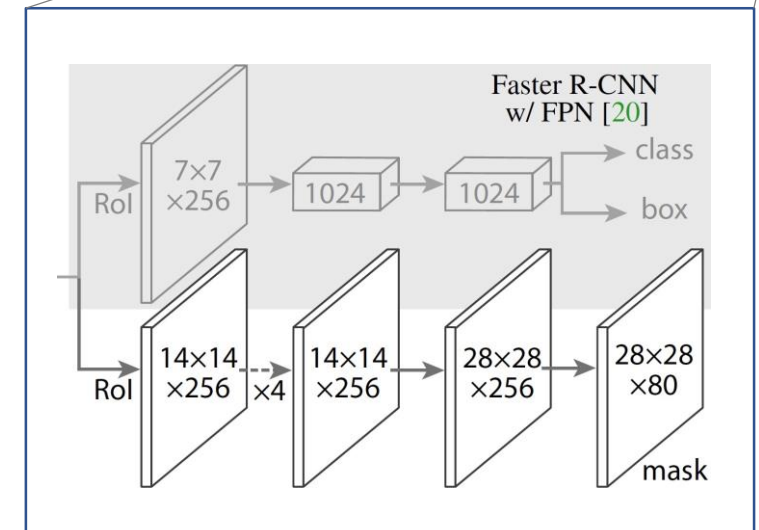 Faster R-CNN
w/ FPN [20]
class
RoI
7×7
×256
1024
1024
box
RoI
14×14
×256
×4
14×14
×256
28×28
×256
28×28
×80
mask